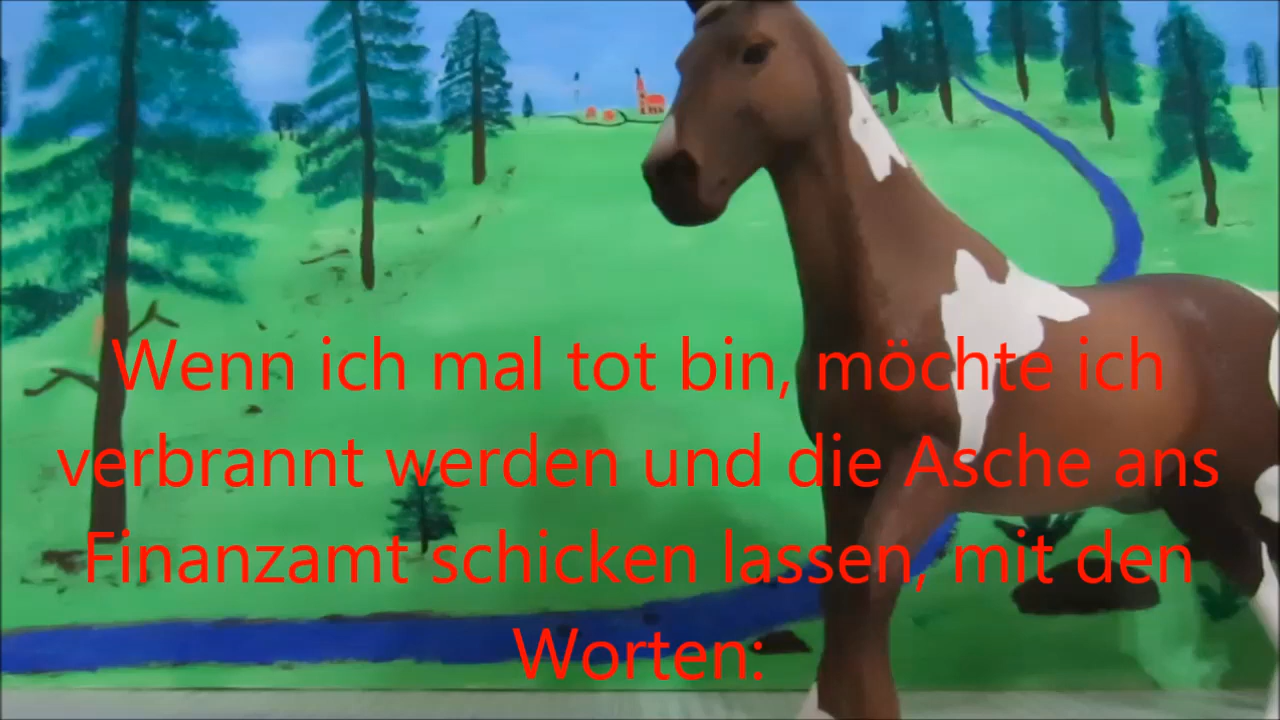 Wenn ich mal tot bin, möchte ich
verbrannt werden und die Asche ans
Finanzamt schicken lassen, mit den
Worten: